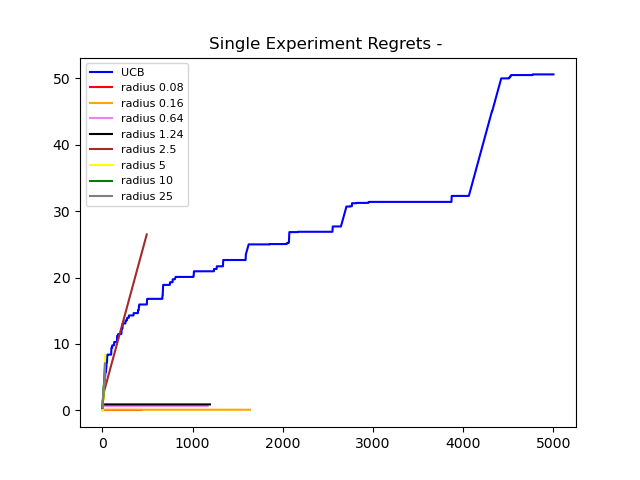 Single Experiment Regrets -
UCB
radius 0.08
radius 0.16
radius 0.64
radius 1.24
radius 2.5
radius 5
radius 10
radius 25
50
40
30
20
10
0
0 1000 2000 3000 4000 5000